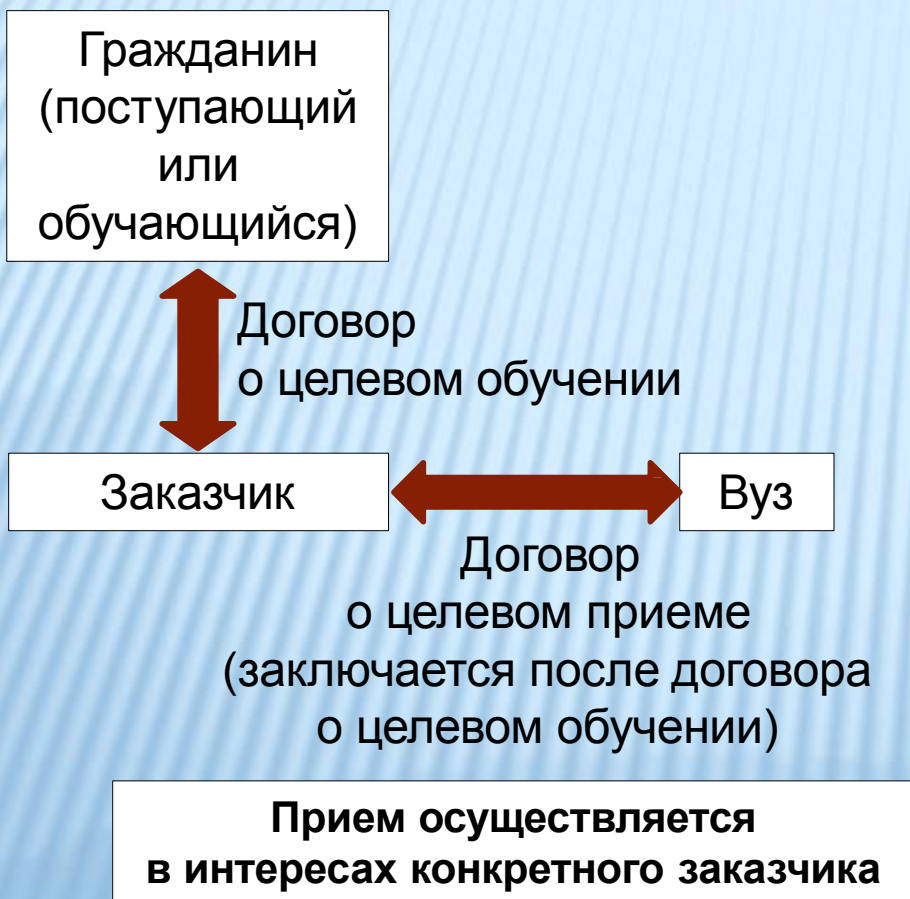 Гражданин
(поступающий
или
обучающийся)
Договор
о целевом обучении
Заказчик
Вуз
Договор
о целевом приеме
(заключается после договора
о целевом обучении)
Прием осуществляется
в интересах конкретного заказчика